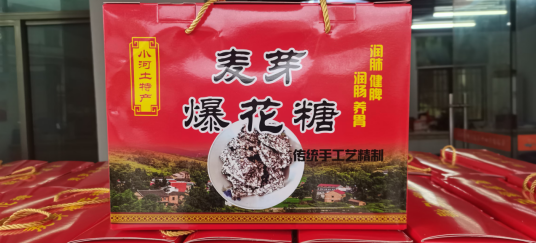 小河土特产
麦芽
爆花糖
润肺 健脾
润肠 养胃
传统手工艺精制